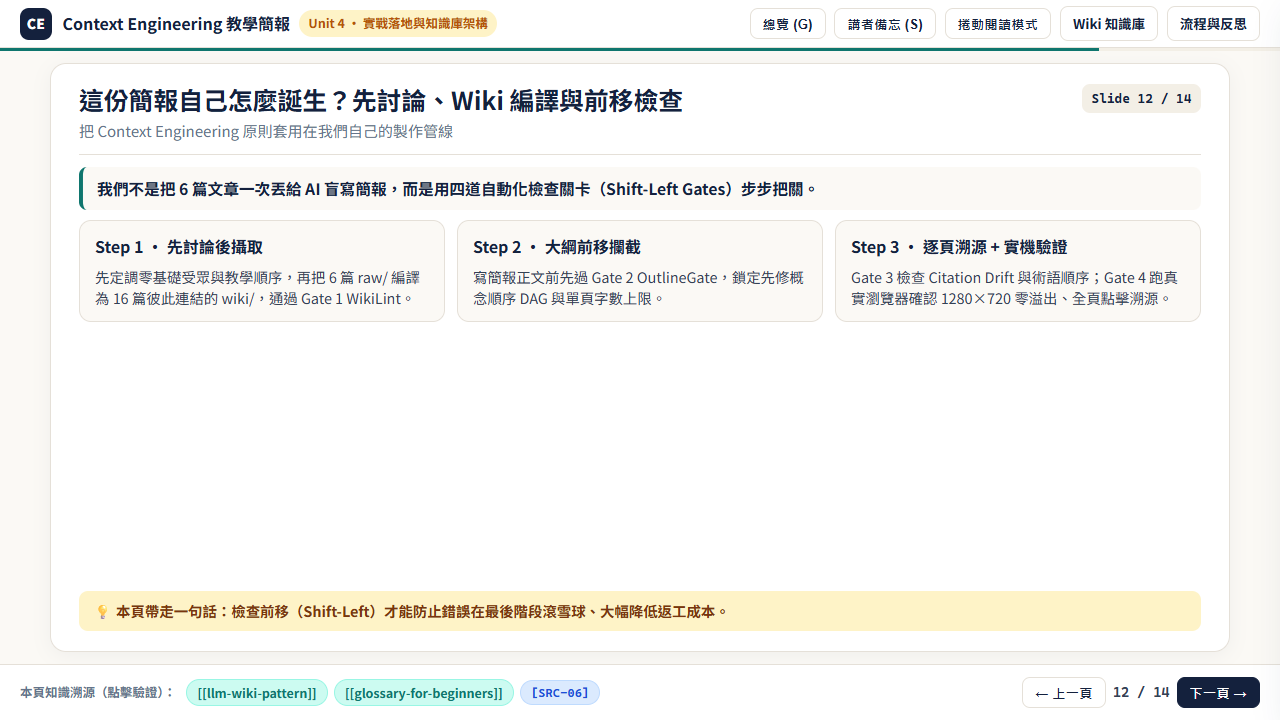 CE Context Engineering 教學簡報 Unit 4 · 實戰落地與知識庫架構 總覽 (G) 講者備忘 (S) 捲動閱讀模式 Wiki 知識庫 流程與反思
這份簡報自己怎麼誕生？先討論、Wiki 編譯與前移檢查 Slide 12 / 14
把 Context Engineering 原則套用在我們自己的製作管線
我們不是把 6 篇文章一次丟給 AI 盲寫簡報，而是用四道自動化檢查關卡（Shift-Left Gates）步步把關。
Step 1 · 先討論後攝取
先定調零基礎受眾與教學順序，再把 6 篇 raw/ 編譯
為 16 篇彼此連結的 wiki/，通過 Gate 1 WikiLint。
Step 2 · 大綱前移攔截
寫簡報正文前先過 Gate 2 OutlineGate，鎖定先修概
念順序 DAG 與單頁字數上限。
Step 3 · 逐頁溯源 + 實機驗證
Gate 3 檢查 Citation Drift 與術語順序；Gate 4 跑真
實瀏覽器確認 1280×720 零溢出、全頁點擊溯源。
💡 本頁帶走一句話：檢查前移（Shift-Left）才能防止錯誤在最後階段滾雪球、大幅降低返工成本。
本頁知識溯源（點擊驗證）： [[llm-wiki-pattern]] [[glossary-for-beginners]] [SRC-06] ← 上一頁 12 / 14 下一頁 →